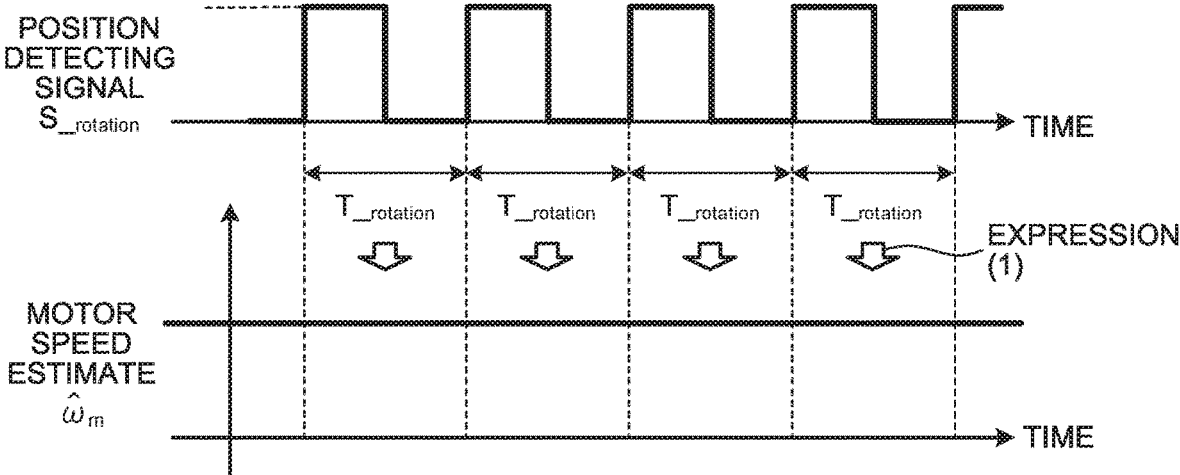 POSITION
DETECTING
SIGNAL
S_rotation
TIME
T_rotation T_rotation T_rotation T_rotation
EXPRESSION
(1)
MOTOR
SPEED
ESTIMATE
ω̂m
TIME